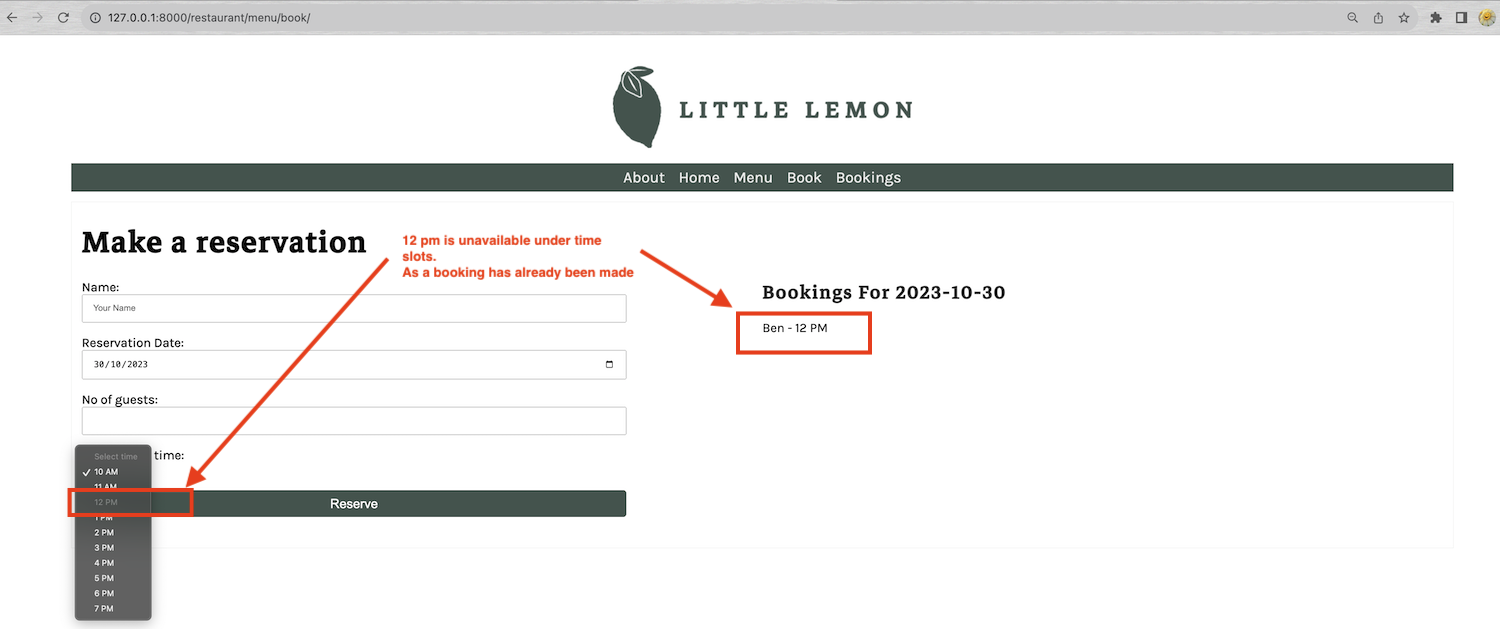 127.0.0.1:8000/restaurant/menu/book/
LITTLE LEMON
About Home Menu Book Bookings
Make a reservation
12 pm is unavailable under time
slots.
As a booking has already been made
Name:
Your Name
Reservation Date:
30/10/2023
No of guests:
time:
Select time
✓ 10 AM
11 AM
12 PM
1 PM
2 PM
3 PM
4 PM
5 PM
6 PM
7 PM
Reserve
Bookings For 2023-10-30
Ben - 12 PM